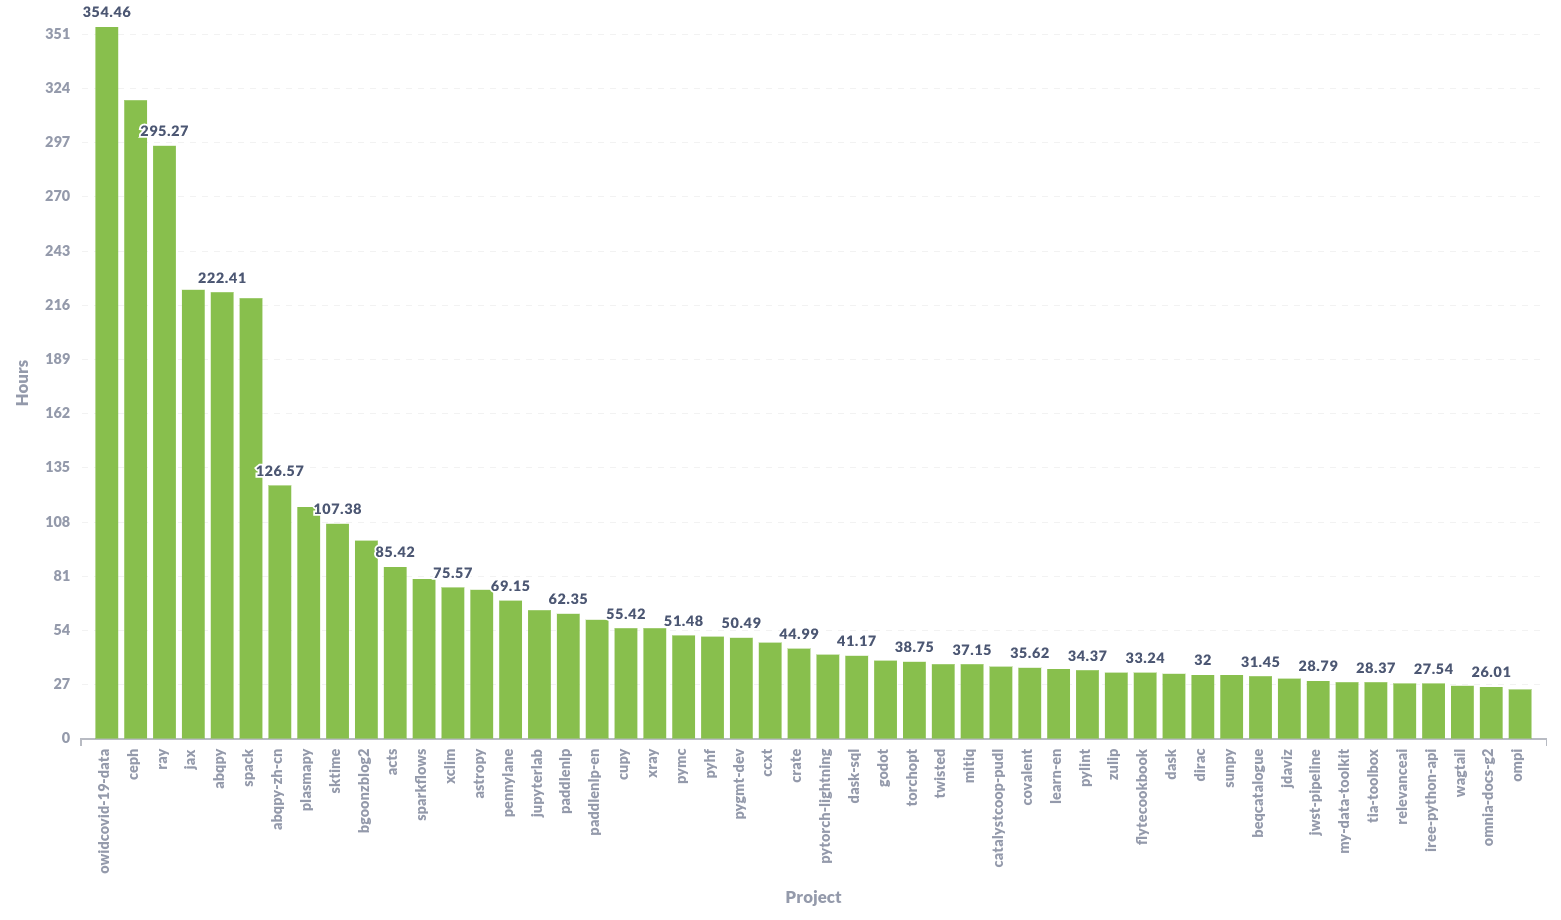 354.46
351
324
297
270
243
216
189
162
135
108
81
54
27
0
Hours
295.27
222.41
126.57
107.38
85.42
75.57
69.15
62.35
55.42
51.48
50.49
44.99
41.17
38.75
37.15
35.62
34.37
33.24
32
31.45
28.79
28.37
27.54
26.01
owidcovid-19-data
ceph
ray
jax
abqpy
spack
abqpy-zh-cn
plasmapy
sktime
bgoonzblog2
acts
sparkflows
xclim
astropy
pennylane
jupyterlab
paddlenlp
paddlenlp-en
cupy
xray
pymc
pyhf
pygmt-dev
ccxt
crate
pytorch-lightning
dask-sql
godot
torchopt
twisted
mitiq
catalystcoop-pudl
covalent
learn-en
pylint
zulip
flytecookbook
dask
dirac
sunpy
beqcatalogue
jdaviz
jwst-pipeline
my-data-toolkit
tia-toolbox
relevanceai
iree-python-api
wagtail
omnia-docs-g2
ompi
Project